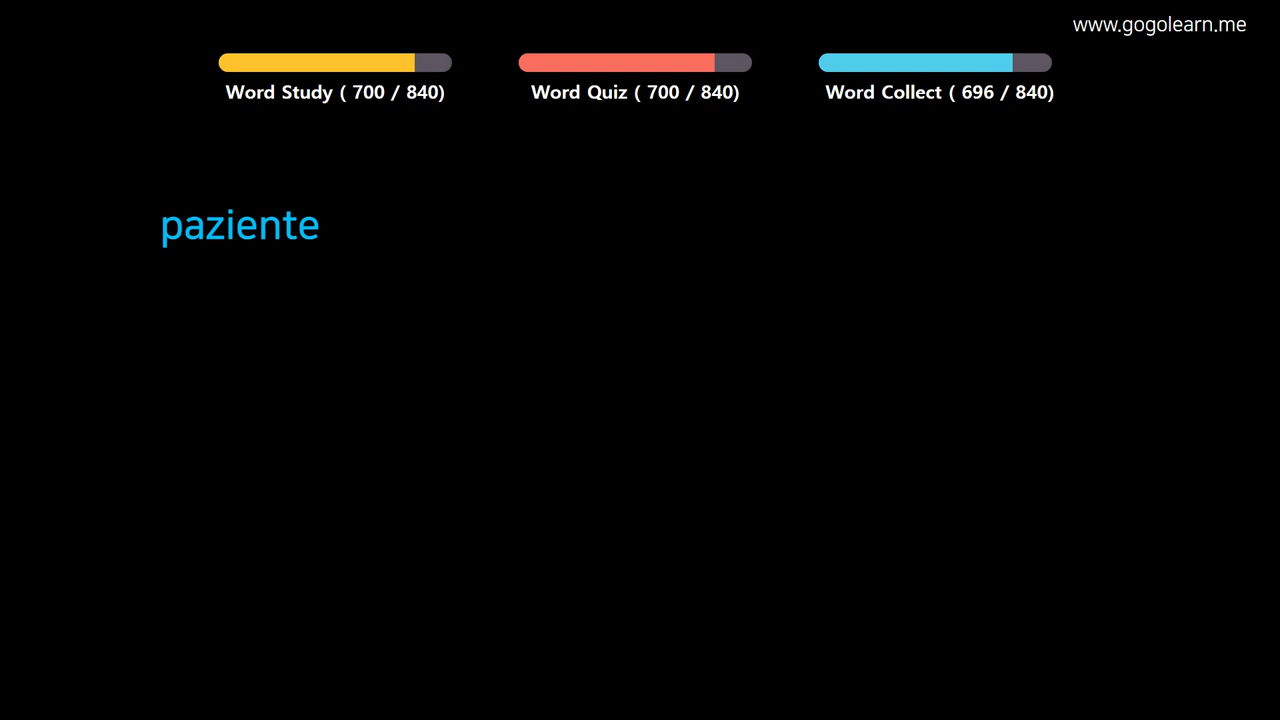 www.gogolearn.me
Word Study ( 700 / 840)
Word Quiz ( 700 / 840)
Word Collect ( 696 / 840)
paziente